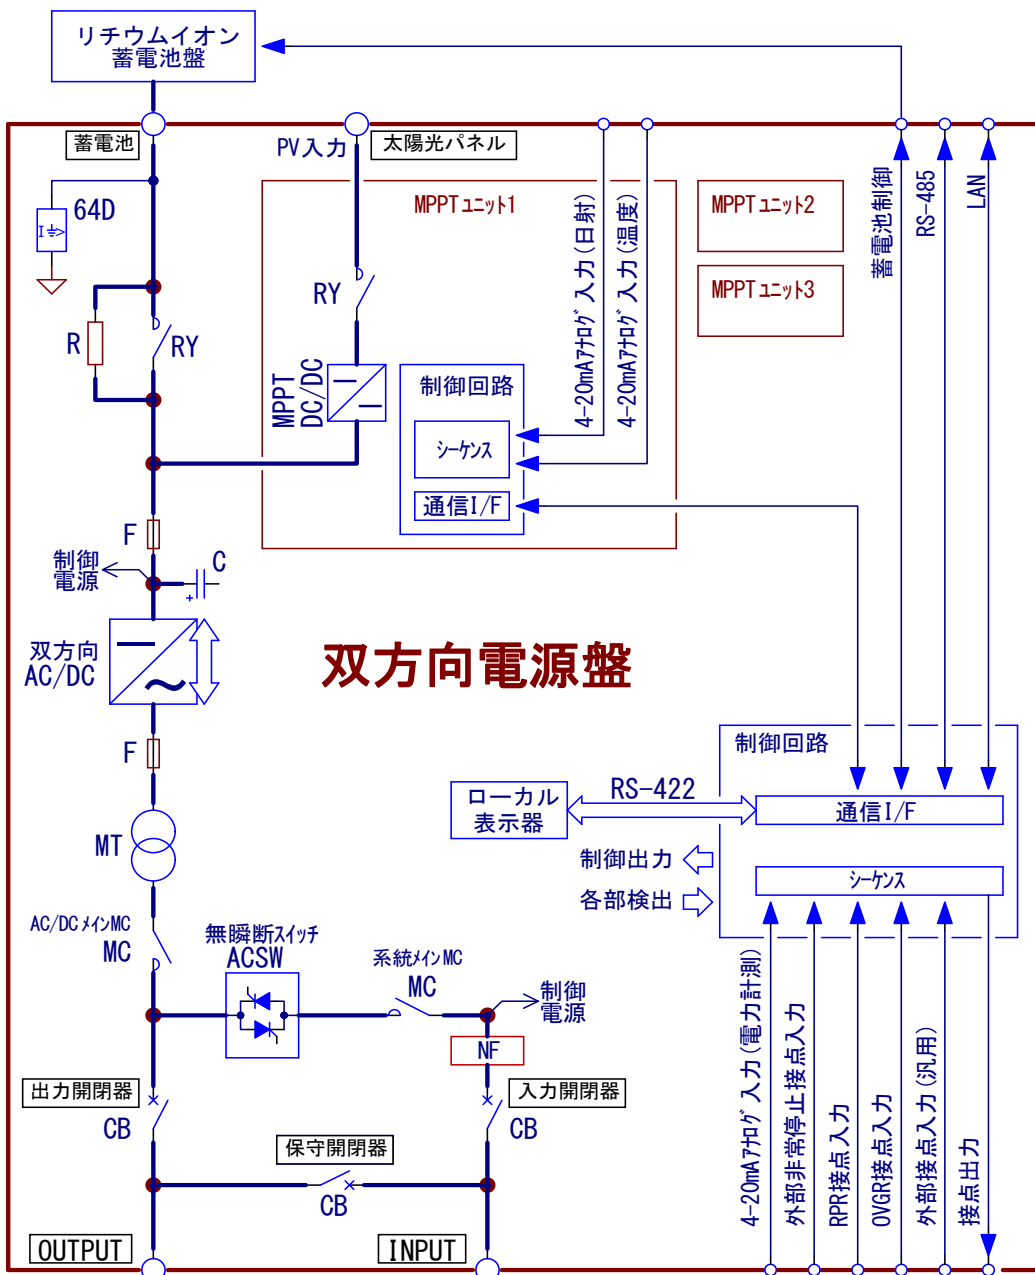 リチウムイオン
蓄電池盤
蓄電池
PV入力
太陽光パネル
64D
I ⏚>
MPPTユニット1
MPPTユニット2
MPPTユニット3
4-20mAアナログ入力(日射)
4-20mAアナログ入力(温度)
蓄電池制御
RS-485
LAN
R
RY
RY
MPPT
DC/DC
制御回路
シーケンス
通信I/F
F
制御
電源
C
+
双方向
AC/DC
双方向電源盤
F
制御回路
ローカル
表示器
RS-422
通信I/F
MT
制御出力
各部検出
シーケンス
AC/DCメインMC
MC
無瞬断スイッチ
ACSW
系統メインMC
MC
制御
電源
NF
出力開閉器
CB
入力開閉器
CB
保守開閉器
CB
4-20mAアナログ入力(電力計測)
外部非常停止接点入力
RPR接点入力
OVGR接点入力
外部接点入力(汎用)
接点出力
OUTPUT
INPUT